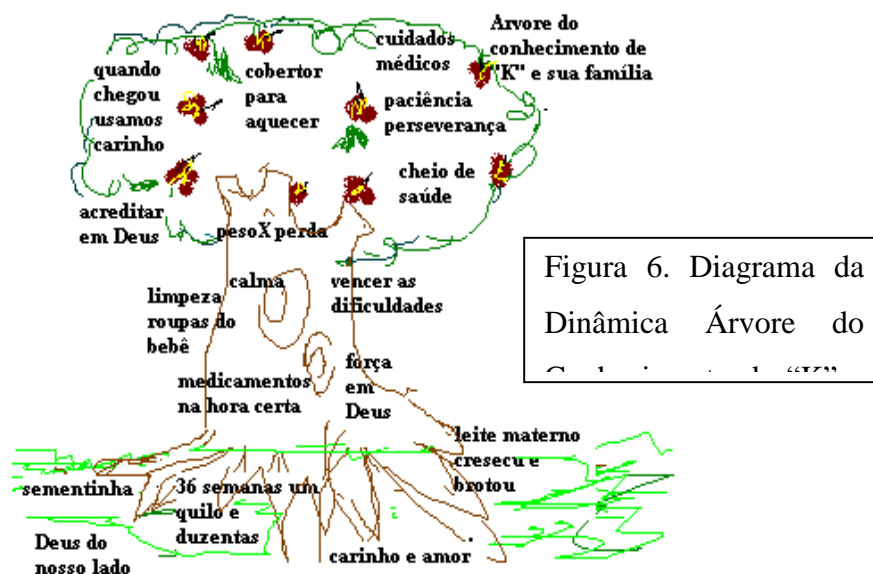 Arvore do
conhecimento de
"K" e sua família
cuidados
médicos
quando
chegou
usamos
carinho
cobertor
para
aquecer
paciência
perseverança
cheio de
saúde
acreditar
em Deus
pesoX perda
calma
vencer as
dificuldades
limpeza
roupas do
bebê
medicamentos
na hora certa
força
em
Deus
leite materno
cresecu e
brotou
sementinha
36 semanas um
quilo e
duzentas
Deus do
nosso lado
carinho e amor
Figura 6. Diagrama da
Dinâmica Árvore do
"K"